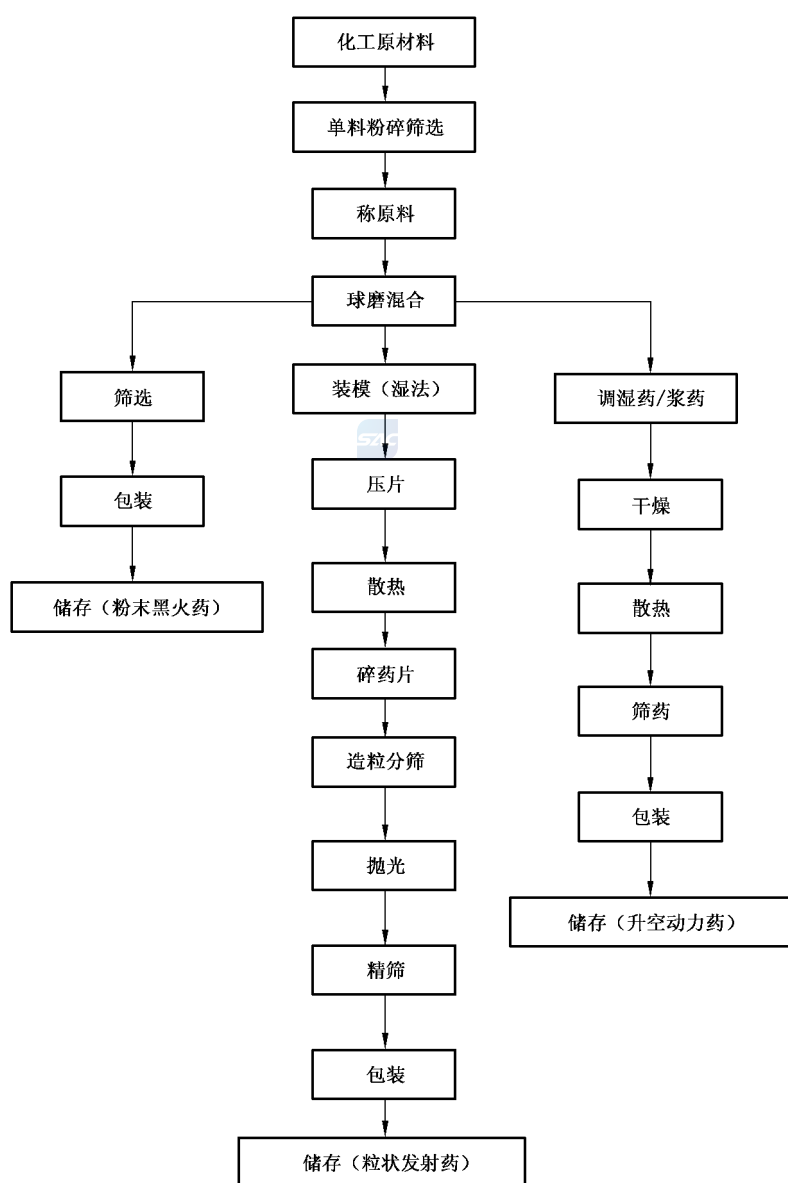 化工原材料
单料粉碎筛选
称原料
球磨混合
筛选
包装
储存（粉末黑火药）
装模（湿法）
SAC
压片
散热
碎药片
造粒分筛
抛光
精筛
包装
储存（粒状发射药）
调湿药/浆药
干燥
散热
筛药
包装
储存（升空动力药）